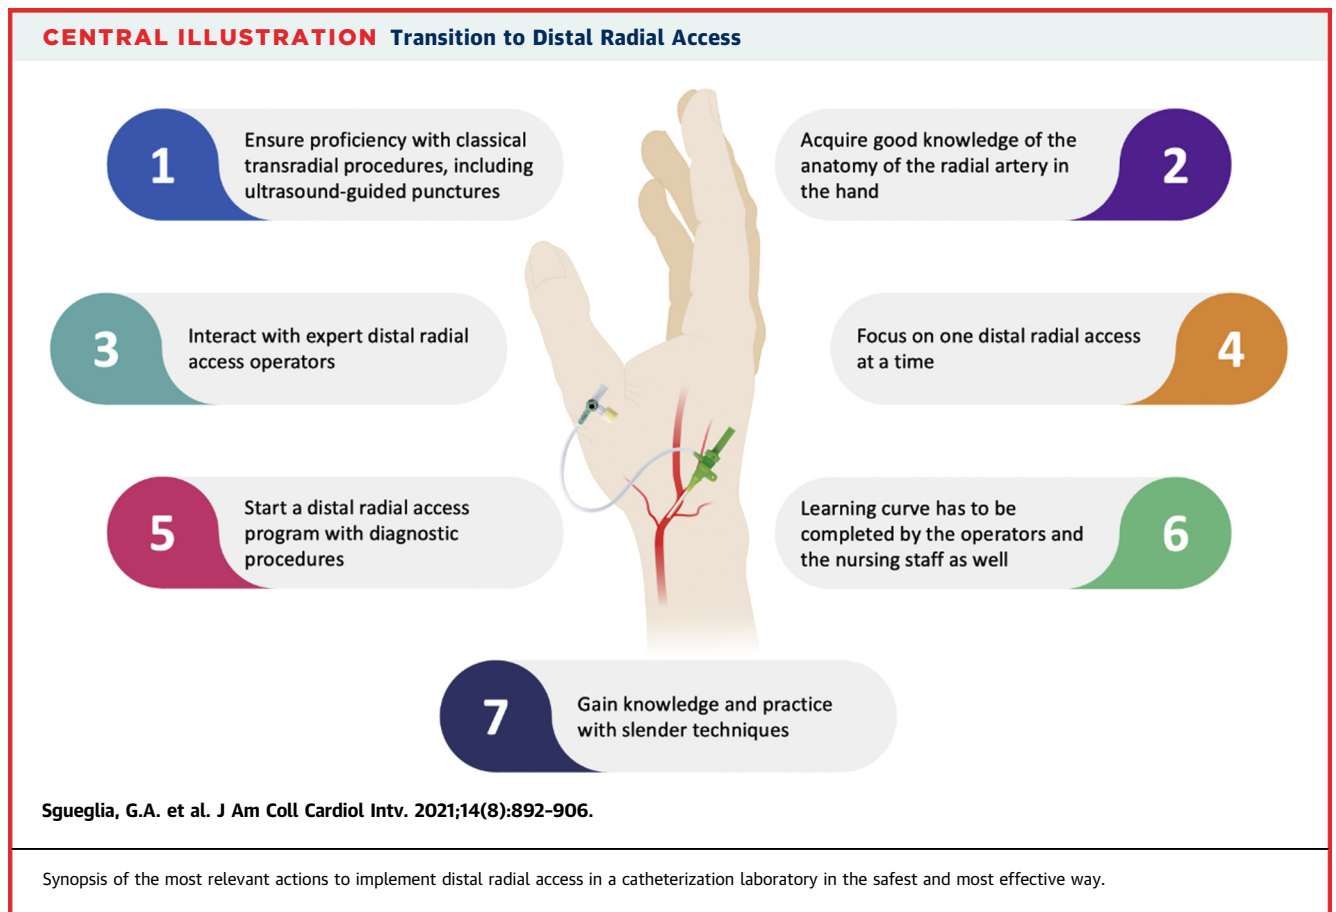 CENTRAL ILLUSTRATION Transition to Distal Radial Access
1
Ensure proficiency with classical
transradial procedures, including
ultrasound-guided punctures
2
Acquire good knowledge of the
anatomy of the radial artery in
the hand
3
Interact with expert distal radial
access operators
4
Focus on one distal radial access
at a time
5
Start a distal radial access
program with diagnostic
procedures
6
Learning curve has to be
completed by the operators and
the nursing staff as well
7
Gain knowledge and practice
with slender techniques
Sgueglia, G.A. et al. J Am Coll Cardiol Intv. 2021;14(8):892-906.
Synopsis of the most relevant actions to implement distal radial access in a catheterization laboratory in the safest and most effective way.